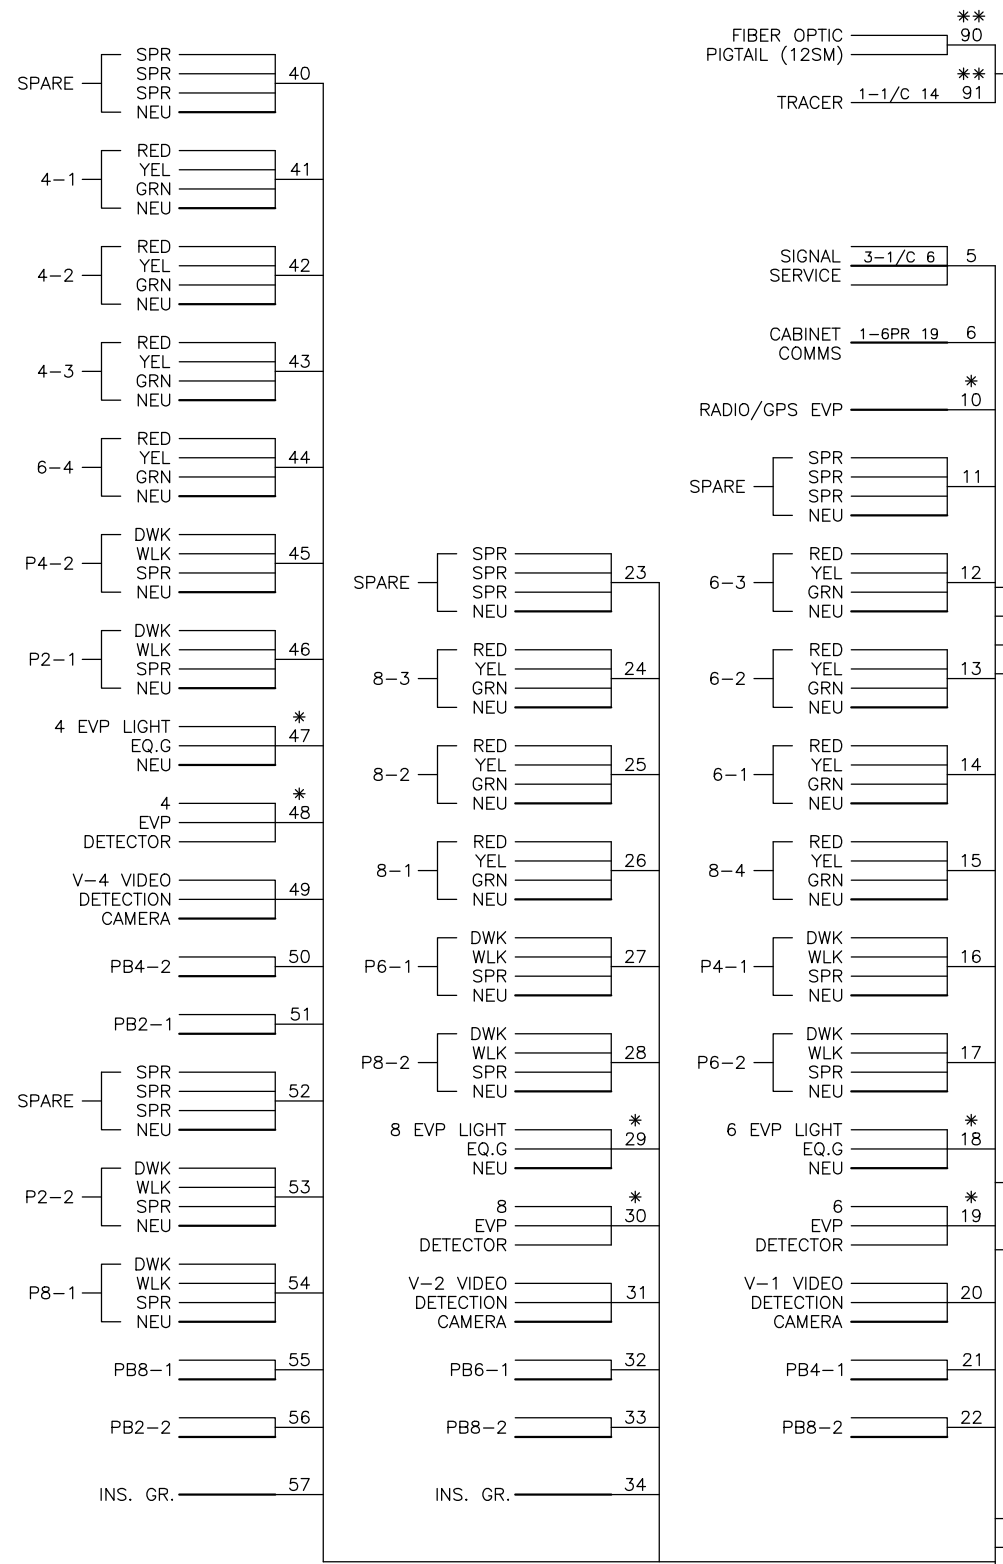 SPR
SPR
SPARE 40
SPR
NEU
RED
YEL
4-1 41
GRN
NEU
RED
YEL
4-2 42
GRN
NEU
RED
YEL
4-3 43
GRN
NEU
RED
YEL
6-4 44
GRN
NEU
DWK
WLK
P4-2 45
SPR
NEU
DWK
WLK
P2-1 46
SPR
NEU
4 EVP LIGHT *
EQ.G 47
NEU
4 *
EVP 48
DETECTOR
V-4 VIDEO
DETECTION 49
CAMERA
PB4-2 50
PB2-1 51
SPR
SPR
SPARE 52
SPR
NEU
DWK
WLK
P2-2 53
SPR
NEU
DWK
WLK
P8-1 54
SPR
NEU
PB8-1 55
PB2-2 56
INS. GR. 57
SPR
SPR
SPARE 23
SPR
NEU
RED
YEL
8-3 24
GRN
NEU
RED
YEL
8-2 25
GRN
NEU
RED
YEL
8-1 26
GRN
NEU
DWK
WLK
P6-1 27
SPR
NEU
DWK
WLK
P8-2 28
SPR
NEU
8 EVP LIGHT *
EQ.G 29
NEU
8 *
EVP 30
DETECTOR
V-2 VIDEO
DETECTION 31
CAMERA
PB6-1 32
PB8-2 33
INS. GR. 34
**
FIBER OPTIC 90
PIGTAIL (12SM)
**
TRACER 1-1/C 14 91
SIGNAL 3-1/C 6 5
SERVICE
CABINET 1-6PR 19 6
COMMS
*
RADIO/GPS EVP 10
SPR
SPR
SPARE 11
SPR
NEU
RED
YEL
6-3 12
GRN
NEU
RED
YEL
6-2 13
GRN
NEU
RED
YEL
6-1 14
GRN
NEU
RED
YEL
8-4 15
GRN
NEU
DWK
WLK
P4-1 16
SPR
NEU
DWK
WLK
P6-2 17
SPR
NEU
6 EVP LIGHT *
EQ.G 18
NEU
6 *
EVP 19
DETECTOR
V-1 VIDEO
DETECTION 20
CAMERA
PB4-1 21
PB8-2 22